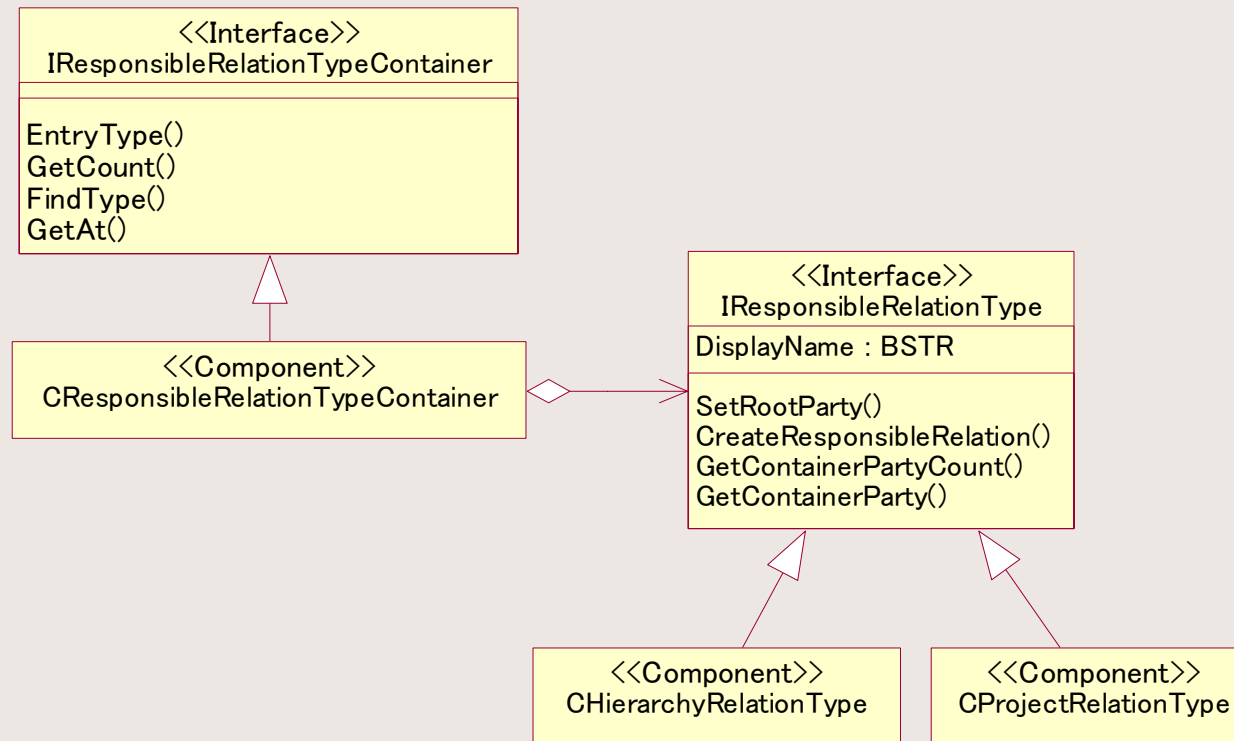 <<Interface>>
IResponsibleRelationTypeContainer
EntryType()
GetCount()
FindType()
GetAt()
<<Component>>
CResponsibleRelationTypeContainer
<<Interface>>
IResponsibleRelationType
DisplayName : BSTR
SetRootParty()
CreateResponsibleRelation()
GetContainerPartyCount()
GetContainerParty()
<<Component>>
CHierarchyRelationType
<<Component>>
CProjectRelationType